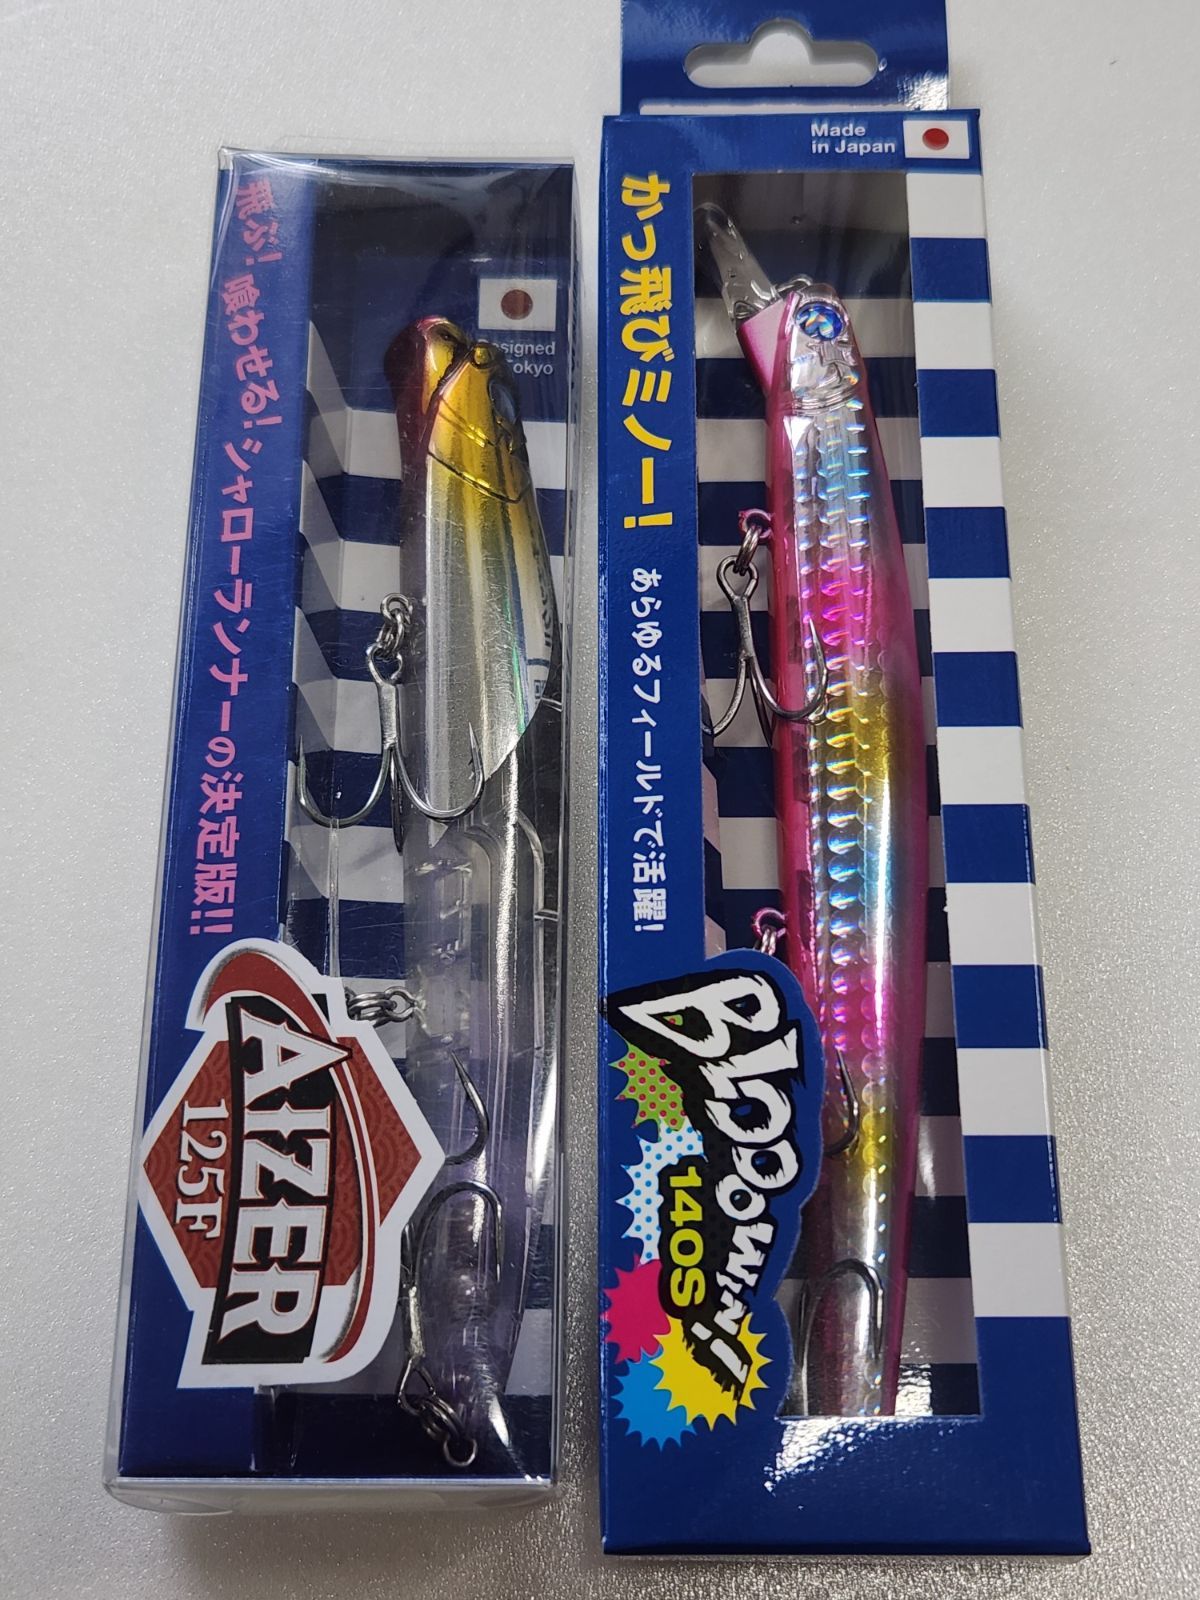 飛ぶ!喰わせる!シャローランナーの決定版!!
esigned
Tokyo
AIZER
125F
Made
in Japan
かっ飛びミノー!
あらゆるフィールドで活躍!
BLOOOWIN!
140S